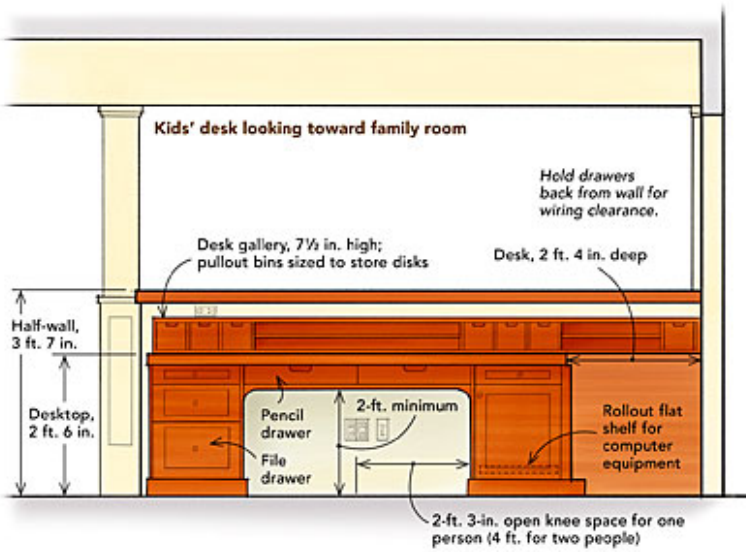 Kids' desk looking toward family room
Hold drawers
back from wall for
wiring clearance.
Desk gallery, 7½ in. high;
pullout bins sized to store disks
Desk, 2 ft. 4 in. deep
Half-wall,
3 ft. 7 in.
Desktop,
2 ft. 6 in.
Pencil
drawer
File
drawer
2-ft. minimum
Rollout flat
shelf for
computer
equipment
2-ft. 3-in. open knee space for one
person (4 ft. for two people)